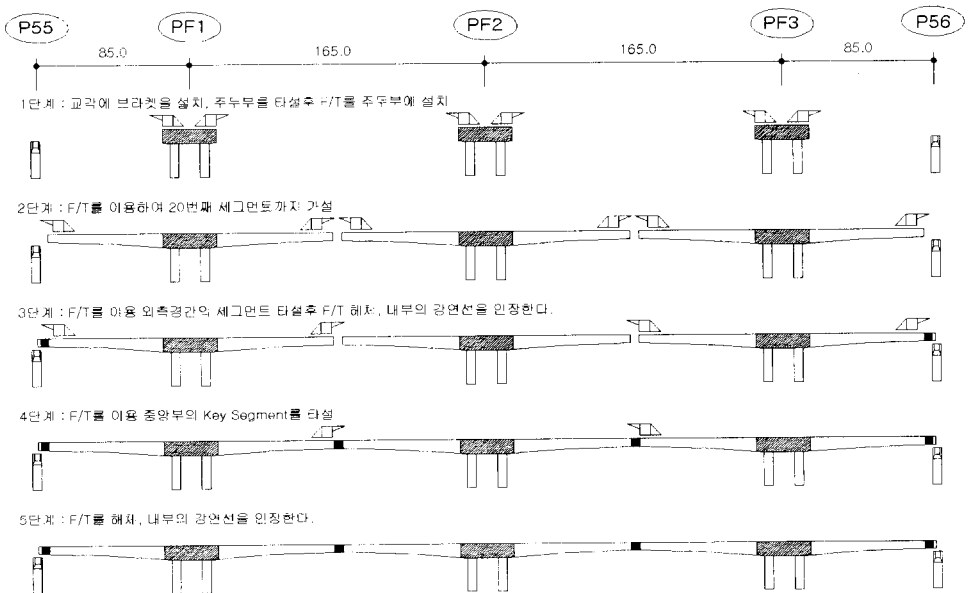 P55 PF1 PF2 PF3 P56
85.0 165.0 165.0 85.0
1단계 : 교각에 브라켓을 설치, 주두부를 타설후 F/T를 주두부에 설치
2단계 : F/T를 이용하여 20번째 세그먼트까지 가설
3단계 : F/T를 이용 외측경간의 세그먼트 타설후 F/T 해체, 내부의 강연선을 인장한다.
4단계 : F/T를 이용 중앙부의 Key Segment를 타설
5단계 : F/T를 해체, 내부의 강연선을 인장한다.